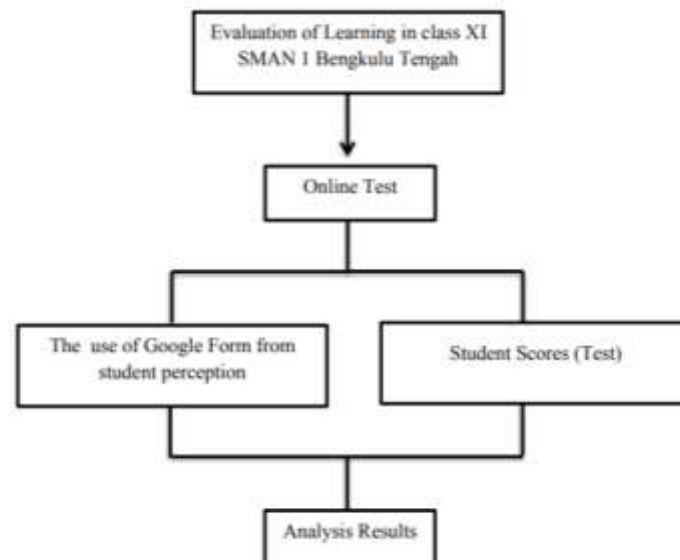 Evaluation of Learning in class XI
SMAN 1 Bengkulu Tengah
Online Test
The use of Google Form from
student perception
Student Scores (Test)
Analysis Results